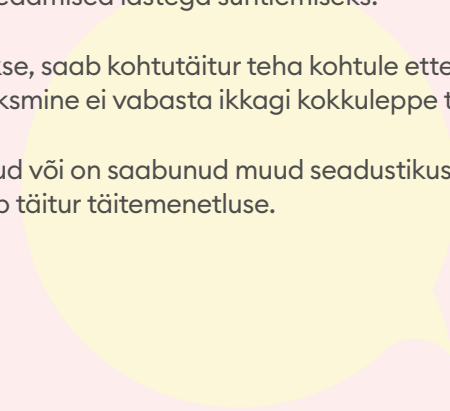 eadamised lastega suhtlemiseks.
se, saab kohtutäitur teha kohtule ette
ksmine ei vabasta ikkagi kokkuleppe t
ud või on saabunud muud seadustikus
täitur täitemenetluse.